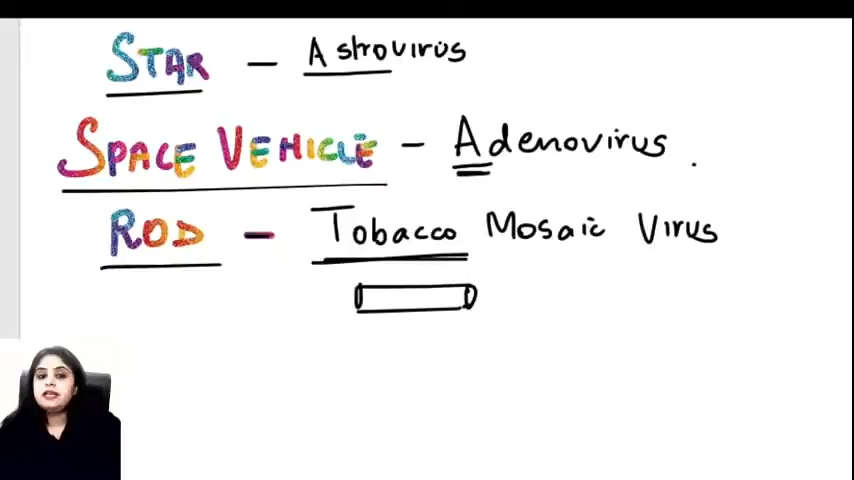 STAR - Astrovirus
SPACE VEHICLE - Adenovirus.
ROD - Tobacco Mosaic Virus